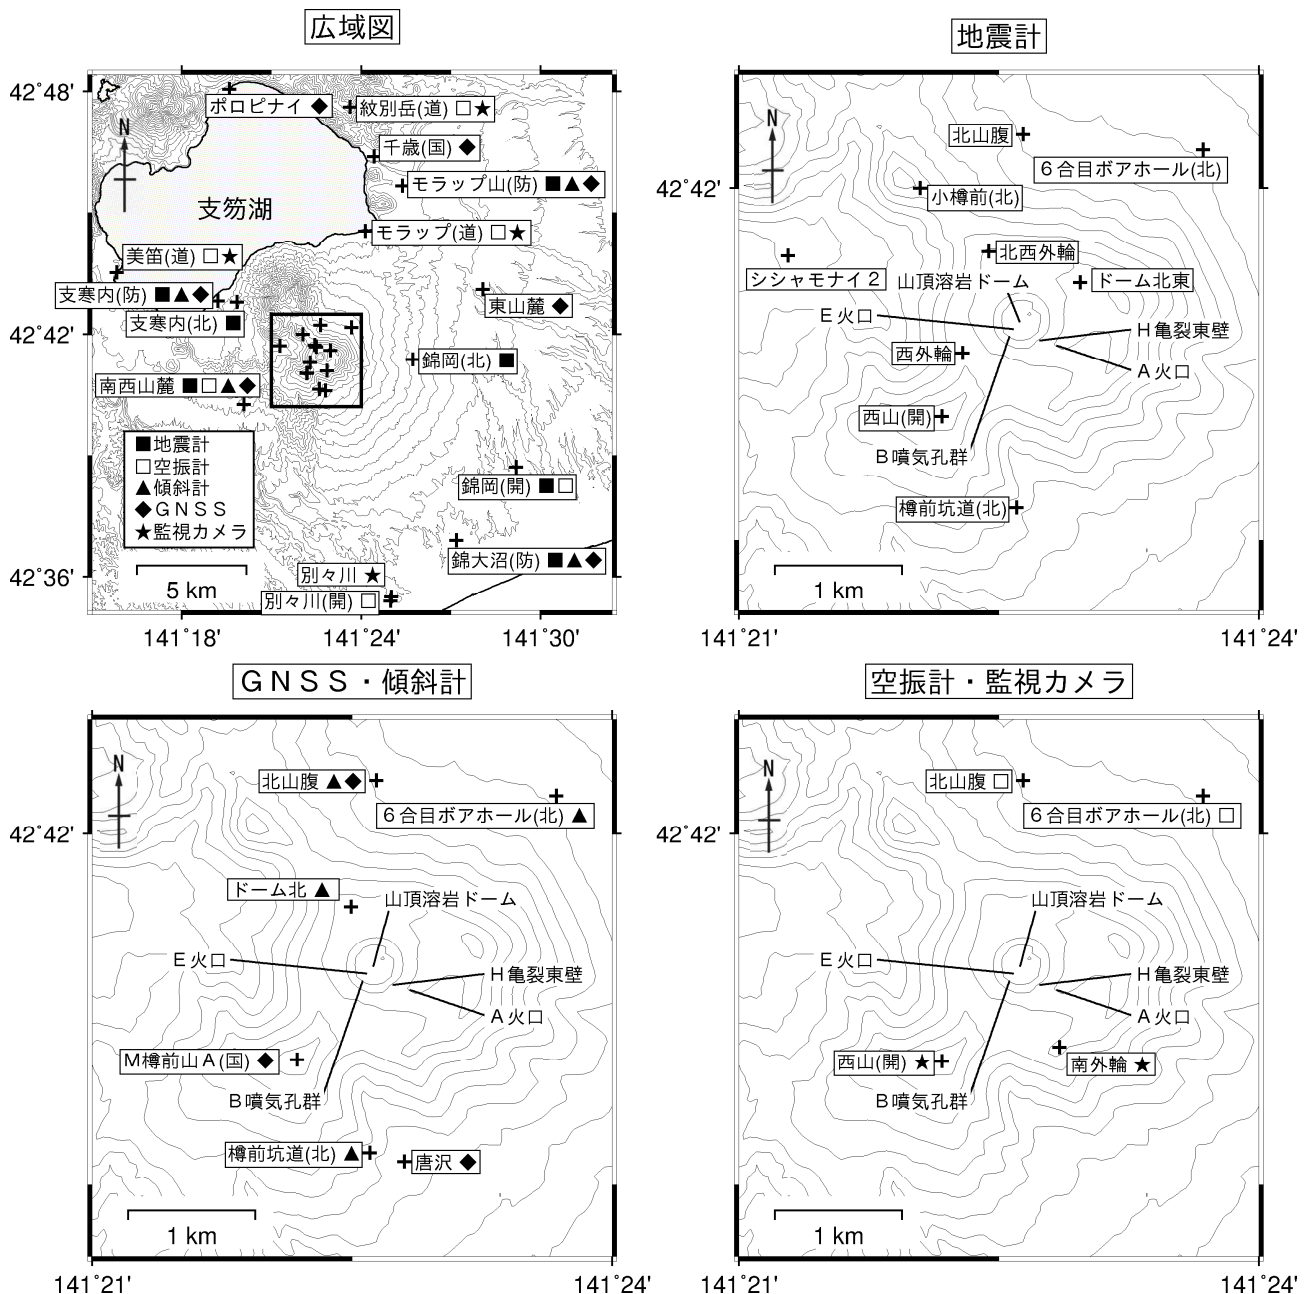 広域図
42°48'
ポロピナイ ◆
紋別岳(道) □★
N
千歳(国) ◆
モラップ山(防) ■▲◆
支笏湖
モラップ(道) □★
美笛(道) □★
支寒内(防) ■▲◆
東山麓 ◆
支寒内(北) ■
42°42'
錦岡(北) ■
南西山麓 ■□▲◆
■地震計
□空振計
▲傾斜計
◆GNSS
★監視カメラ
錦岡(開) ■□
錦大沼(防) ■▲◆
42°36'
5 km
別々川 ★
別々川(開) □
141°18'
141°24'
141°30'
地震計
N
北山腹
6合目ボアホール(北)
42°42'
小樽前(北)
北西外輪
シシャモナイ2
山頂溶岩ドーム
ドーム北東
E火口
H亀裂東壁
西外輪
A火口
西山(開)
B噴気孔群
樽前坑道(北)
1 km
141°21'
141°24'
GNSS・傾斜計
N
北山腹 ▲◆
6合目ボアホール(北) ▲
42°42'
ドーム北 ▲
山頂溶岩ドーム
E火口
H亀裂東壁
A火口
M樽前山A(国) ◆
B噴気孔群
樽前坑道(北) ▲
唐沢 ◆
1 km
141°21'
141°24'
空振計・監視カメラ
N
北山腹 □
6合目ボアホール(北) □
42°42'
山頂溶岩ドーム
E火口
H亀裂東壁
A火口
西山(開) ★
南外輪 ★
B噴気孔群
1 km
141°21'
141°24'